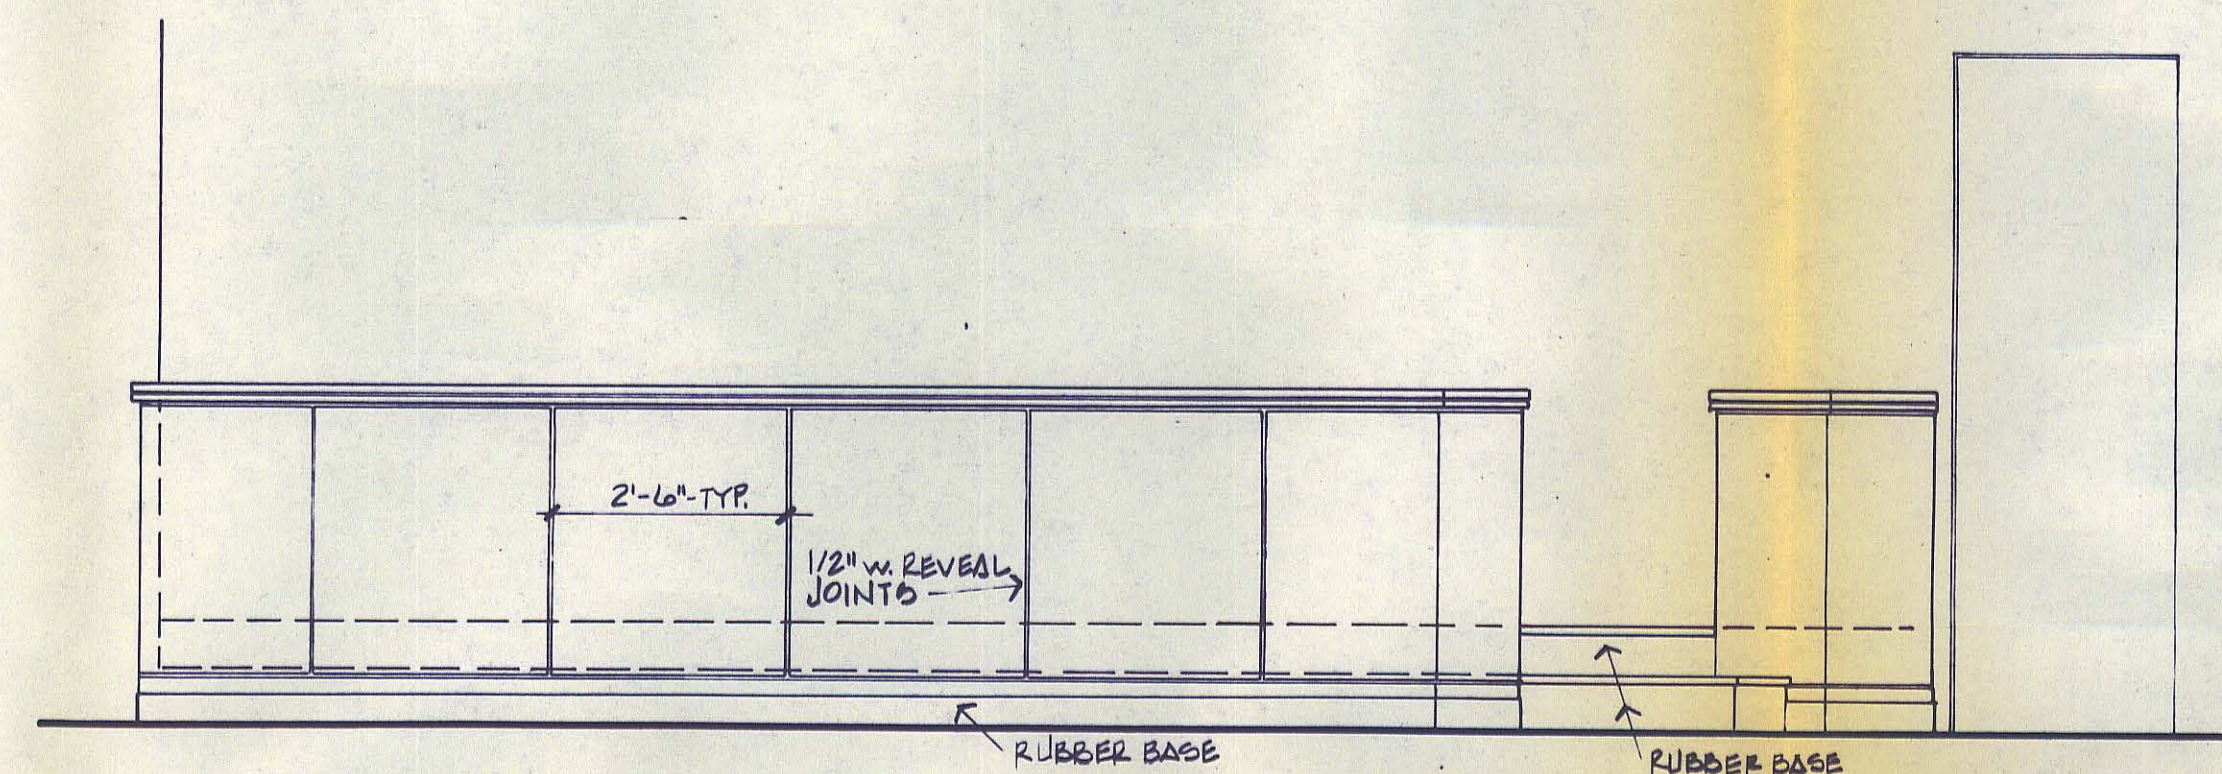 2'-6"-TYP.
1/2" W. REVEAL
JOINTS
RUBBER BASE
RUBBER BASE